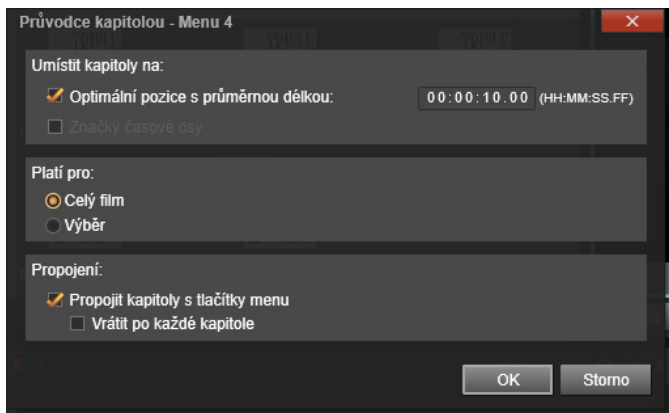 Průvodce kapitolou - Menu 4
Umístit kapitoly na:
Optimální pozice s průměrnou délkou: 00:00:10.00 (HH:MM:SS.FF)
Značky časové osy
Platí pro:
Celý film
Výběr
Propojení:
Propojit kapitoly s tlačítky menu
Vrátit po každé kapitole
OK Storno